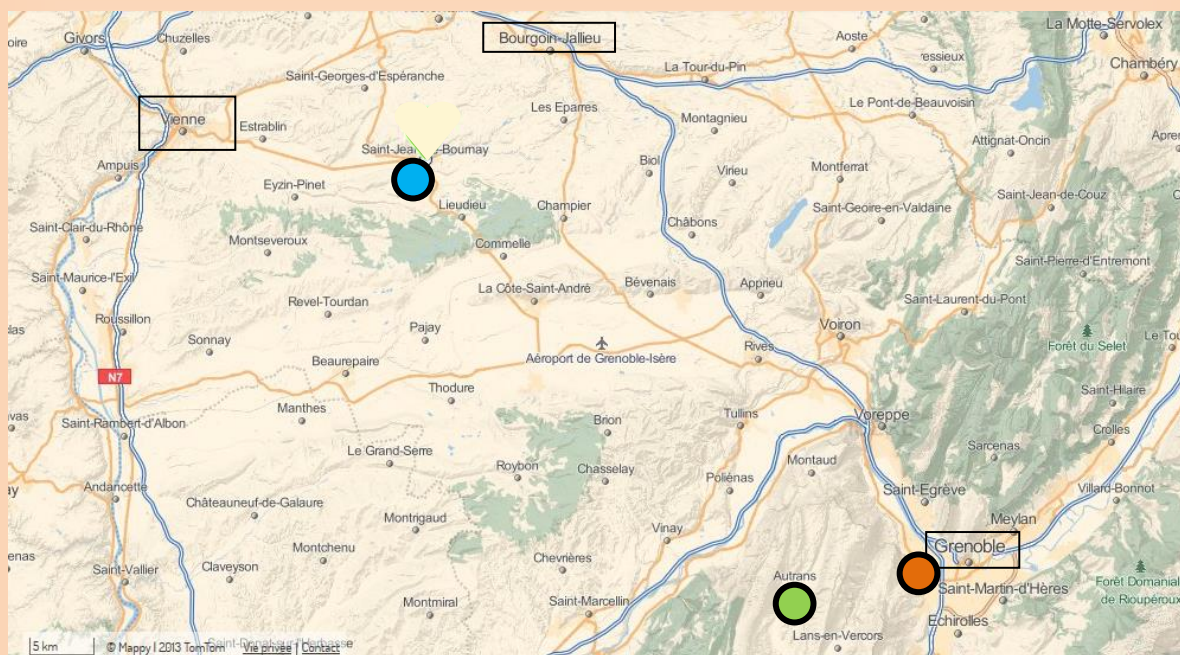 Givors
Chuzelles
Bourgoin-Jallieu
Aoste
La Motte-Servolex
Chambéry
Saint-Georges-d'Espéranche
La Tour-du-Pin
Vienne
Estrablin
Les Eparres
Montagnieu
Le Pont-de-Beauvoisin
Attignat-Oncin
Ampuis
Biol
Virieu
Montferrat
Eyzin-Pinet
Lieudieu
Champier
Châbons
Saint-Geoire-en-Valdaine
Saint-Jean-de-Couz
Saint-Clair-du-Rhône
Montseveroux
Commelle
Saint-Pierre-d'Entremont
Saint-Maurice-l'Exil
Revel-Tourdan
La Côte-Saint-André
Bévenais
Apprieu
Saint-Laurent-du-Pont
Roussillon
Sonnay
Pajay
Voiron
Forêt du Selet
Beaurepaire
Aéroport de Grenoble-Isère
Rives
N7
Thodure
Saint-Hilaire
Saint-Rambert-d'Albon
Manthes
Brion
Tullins
Voreppe
Crolles
Le Grand-Serre
Roybon
Chasselay
Poliénas
Montaud
Sarcenas
Andancette
Châteauneuf-de-Galaure
Saint-Egrève
Villard-Bonnot
Montrigaud
Vinay
Meylan
Montchenu
Chevrières
Grenoble
Saint-Vallier
Claveyson
Autrans
Saint-Martin-d'Hères
Forêt Domanial
de Rioupéroux
Montmiral
Saint-Marcellin
Echirolles
Lans-en-Vercors
5 km
© Mappy | 2013 TomTom
Vie privée | Contact